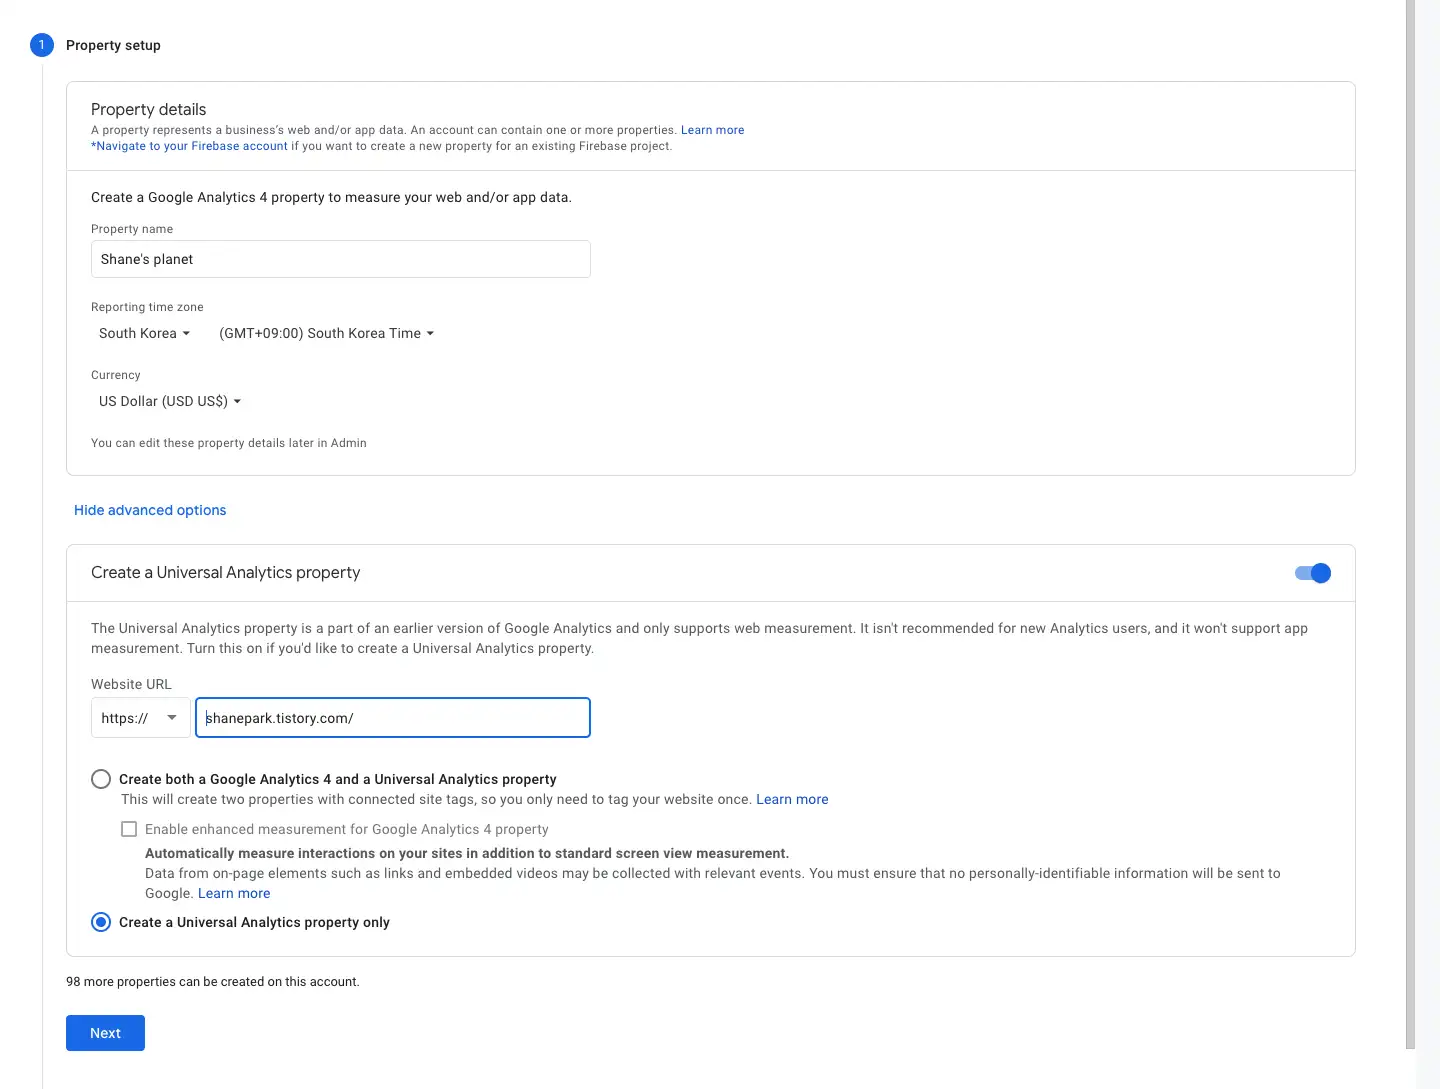 1 Property setup
Property details
A property represents a business's web and/or app data. An account can contain one or more properties. Learn more
*Navigate to your Firebase account if you want to create a new property for an existing Firebase project.
Create a Google Analytics 4 property to measure your web and/or app data.
Property name
Shane's planet
Reporting time zone
South Korea (GMT+09:00) South Korea Time
Currency
US Dollar (USD US$)
You can edit these property details later in Admin
Hide advanced options
Create a Universal Analytics property
The Universal Analytics property is a part of an earlier version of Google Analytics and only supports web measurement. It isn't recommended for new Analytics users, and it won't support app
measurement. Turn this on if you'd like to create a Universal Analytics property.
Website URL
https:// shanepark.tistory.com/
Create both a Google Analytics 4 and a Universal Analytics property
This will create two properties with connected site tags, so you only need to tag your website once. Learn more
Enable enhanced measurement for Google Analytics 4 property
Automatically measure interactions on your sites in addition to standard screen view measurement.
Data from on-page elements such as links and embedded videos may be collected with relevant events. You must ensure that no personally-identifiable information will be sent to
Google. Learn more
Create a Universal Analytics property only
98 more properties can be created on this account.
Next